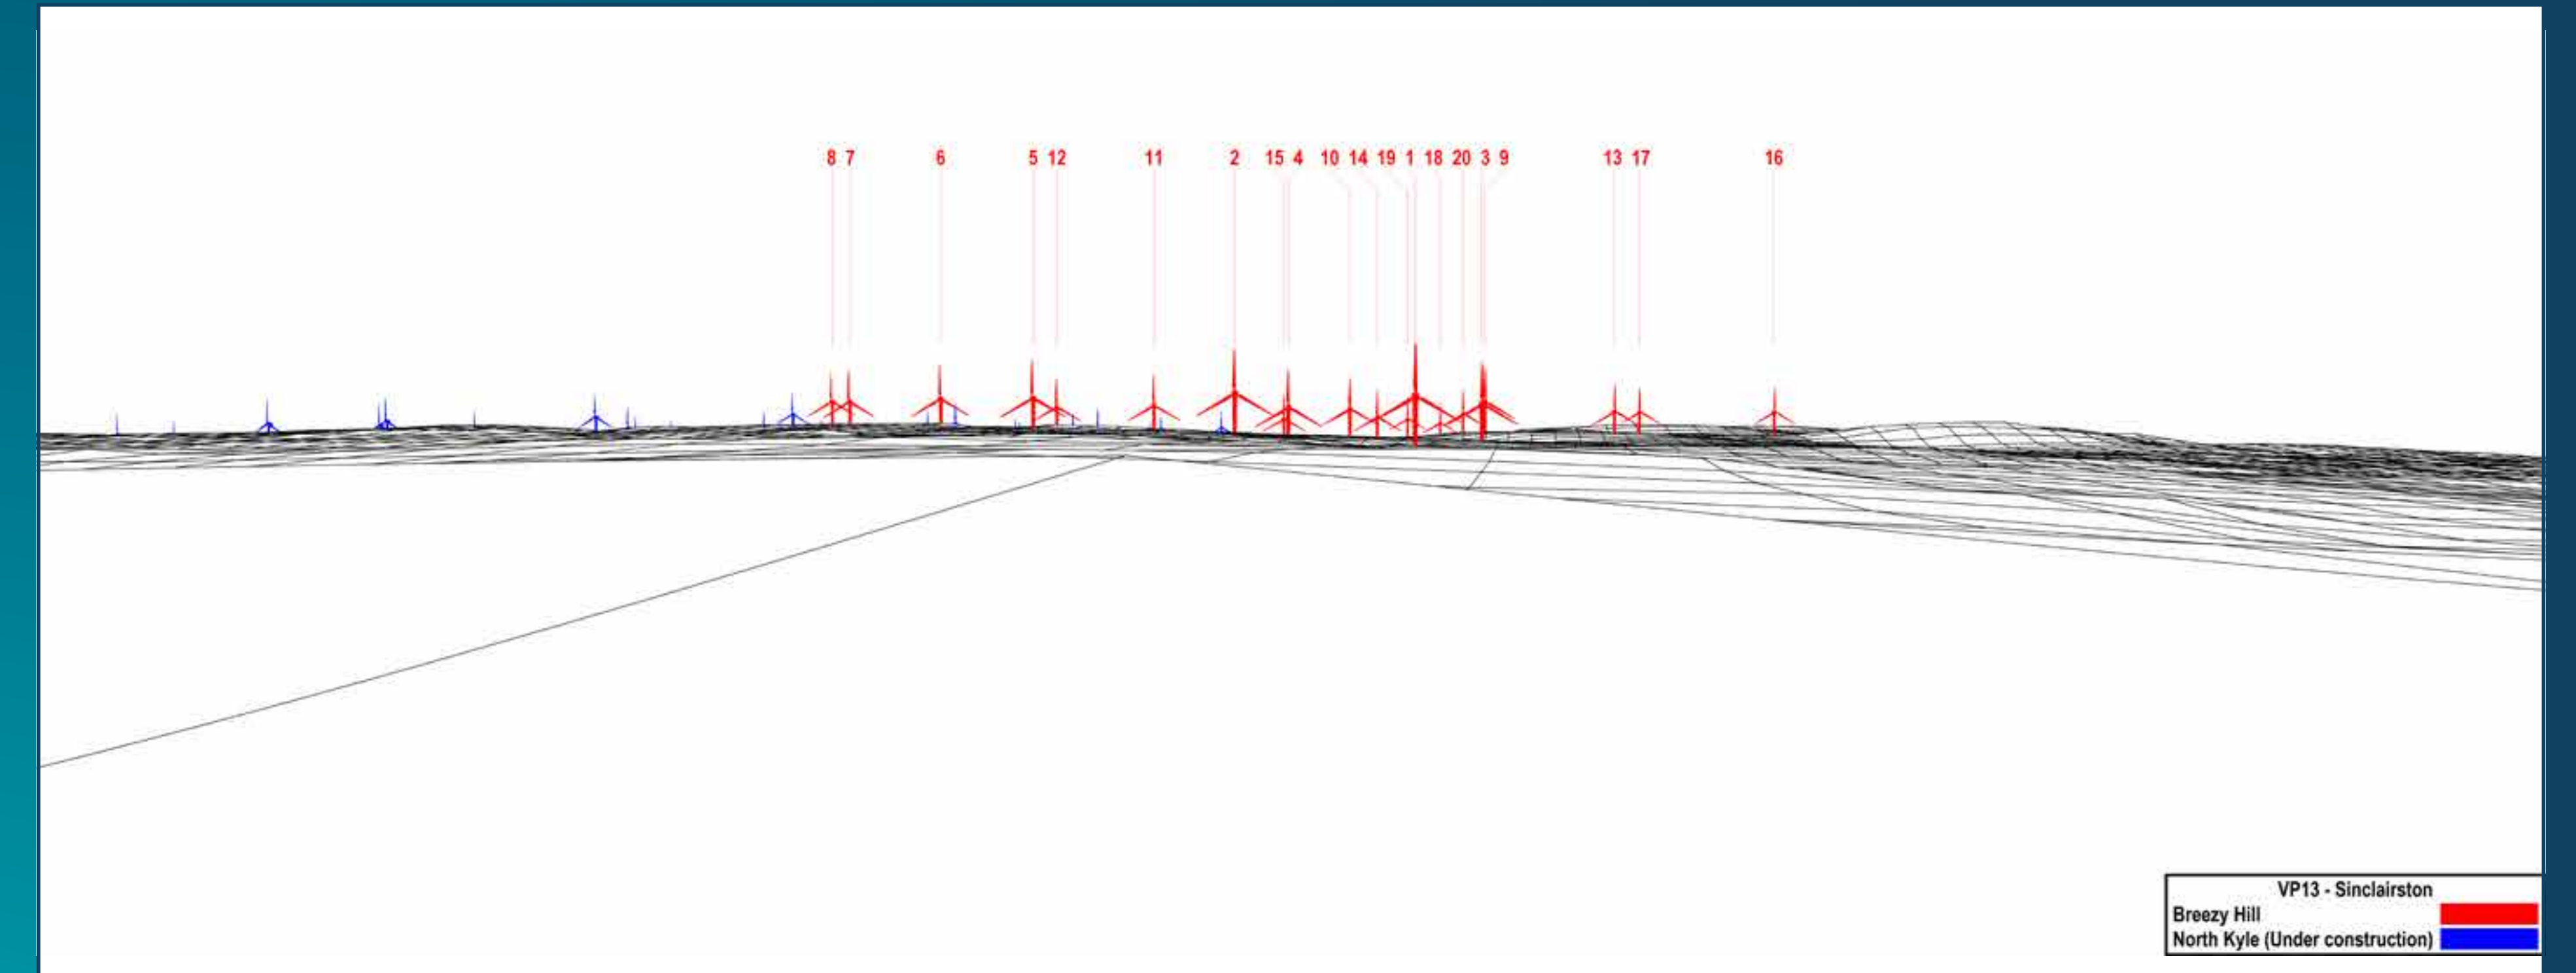 8 7 6 5 12 11 2 15 4 10 14 19 1 18 20 3 9 13 17 16
VP13 - Sinclairston
Breezy Hill
North Kyle (Under construction)